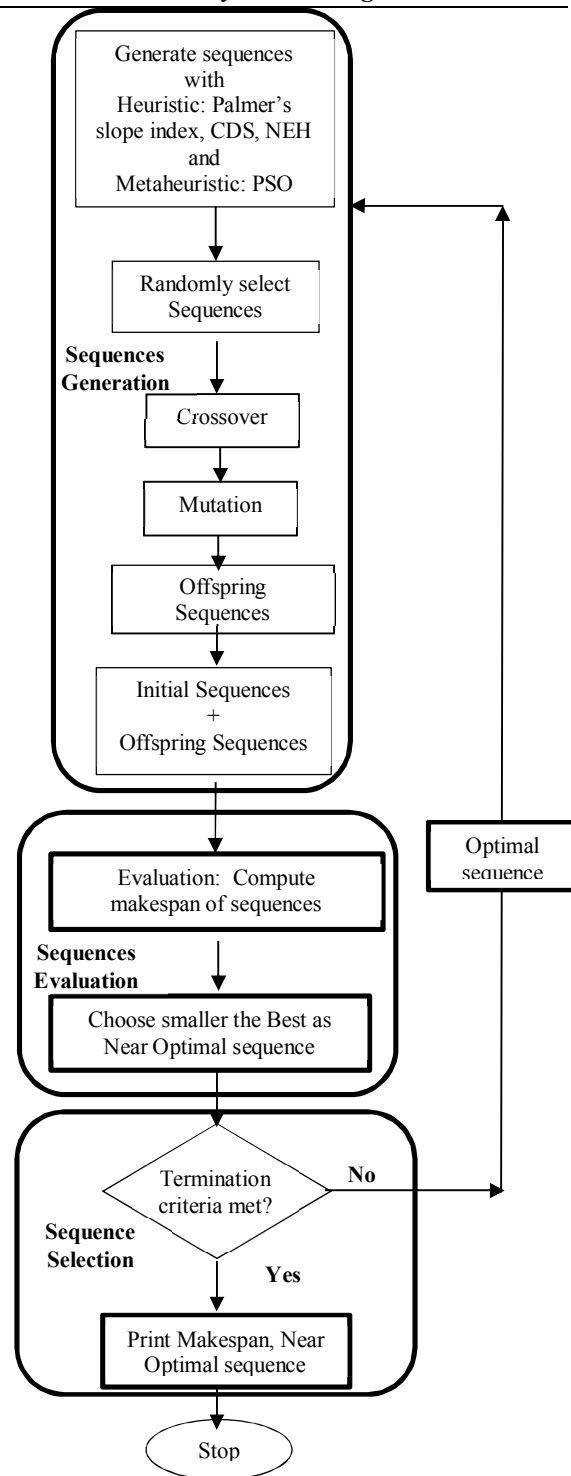 Generate sequences
with
Heuristic: Palmer's
slope index, CDS, NEH
and
Metaheuristic: PSO
Randomly select
Sequences
Sequences
Generation
Crossover
Mutation
Offspring
Sequences
Initial Sequences
+
Offspring Sequences
Evaluation: Compute
makespan of sequences
Sequences
Evaluation
Choose smaller the Best as
Near Optimal sequence
Optimal
sequence
Termination
criteria met?
No
Sequence
Selection
Yes
Print Makespan, Near
Optimal sequence
Stop